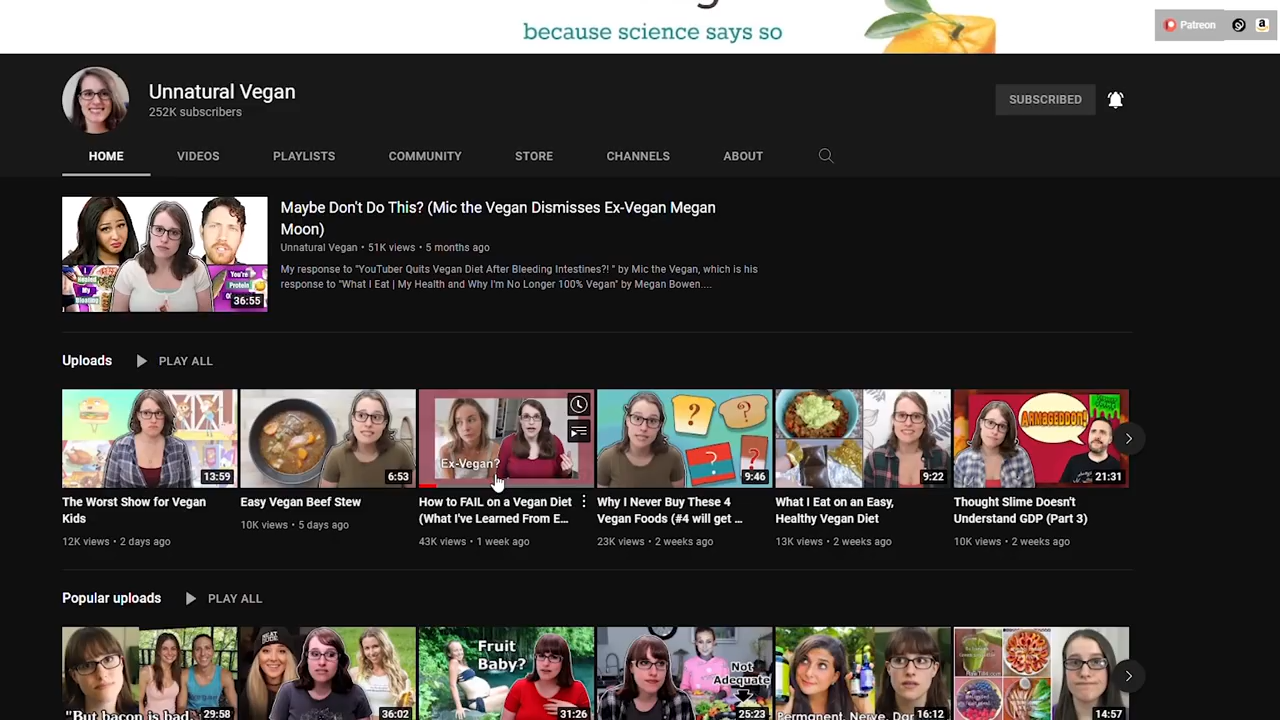 because science says so
Patreon
Unnatural Vegan
252K subscribers
SUBSCRIBED
HOME VIDEOS PLAYLISTS COMMUNITY STORE CHANNELS ABOUT
Maybe Don't Do This? (Mic the Vegan Dismisses Ex-Vegan Megan
Moon)
Unnatural Vegan • 51K views • 5 months ago
My response to "YouTuber Quits Vegan Diet After Bleeding Intestines?! " by Mic the Vegan, which is his
response to "What I Eat | My Health and Why I'm No Longer 100% Vegan" by Megan Bowen....
I Healed My Bloating
You're
Protein
36:55
Uploads PLAY ALL
Ex-Vegan?
ARMAGEDDON!
13:59 6:53 9:46 9:22 21:31
The Worst Show for Vegan
Kids
12K views • 2 days ago
Easy Vegan Beef Stew
10K views • 5 days ago
How to FAIL on a Vegan Diet
(What I've Learned From E...
43K views • 1 week ago
Why I Never Buy These 4
Vegan Foods (#4 will get ...
23K views • 2 weeks ago
What I Eat on an Easy,
Healthy Vegan Diet
13K views • 2 weeks ago
Thought Slime Doesn't
Understand GDP (Part 3)
10K views • 2 weeks ago
Popular uploads PLAY ALL
"But bacon is bad
29:58
36:02
Fruit
Baby?
31:26
Not
Adequate
25:23
Permanent, Nerve,
16:12
14:57